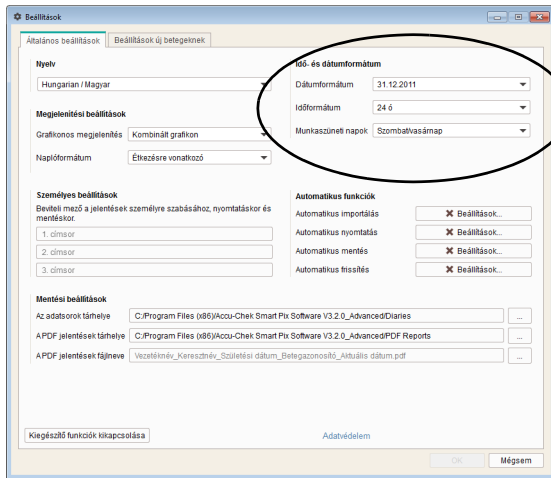 Beállítások
Általános beállítások
Beállítások új betegeknek
Nyelv
Hungarian / Magyar
Idő- és dátumformátum
Dátumformátum
31.12.2011
Időformátum
24 ó
Munkaszüneti napok
Szombat/vasárnap
Megjelenítési beállítások
Grafikonos megjelenítés
Kombinált grafikon
Naplóformátum
Étkezésre vonatkozó
Személyes beállítások
Beviteli mező a jelentések személyre szabásához, nyomtatáskor és
mentéskor.
1. címsor
2. címsor
3. címsor
Automatikus funkciók
Automatikus importálás
Beállítások...
Automatikus nyomtatás
Beállítások...
Automatikus mentés
Beállítások...
Automatikus frissítés
Beállítások...
Mentési beállítások
Az adatsorok tárhelye
C:/Program Files (x86)/Accu-Chek Smart Pix Software V3.2.0_Advanced/Diaries
...
A PDF jelentések tárhelye
C:/Program Files (x86)/Accu-Chek Smart Pix Software V3.2.0_Advanced/PDF Reports
...
A PDF jelentések fájlneve
Vezetéknév_Keresztnév_Születési dátum_Betegazonosító_Aktuális dátum.pdf
...
Kiegészítő funkciók kikapcsolása
Adatvédelem
OK
Mégsem